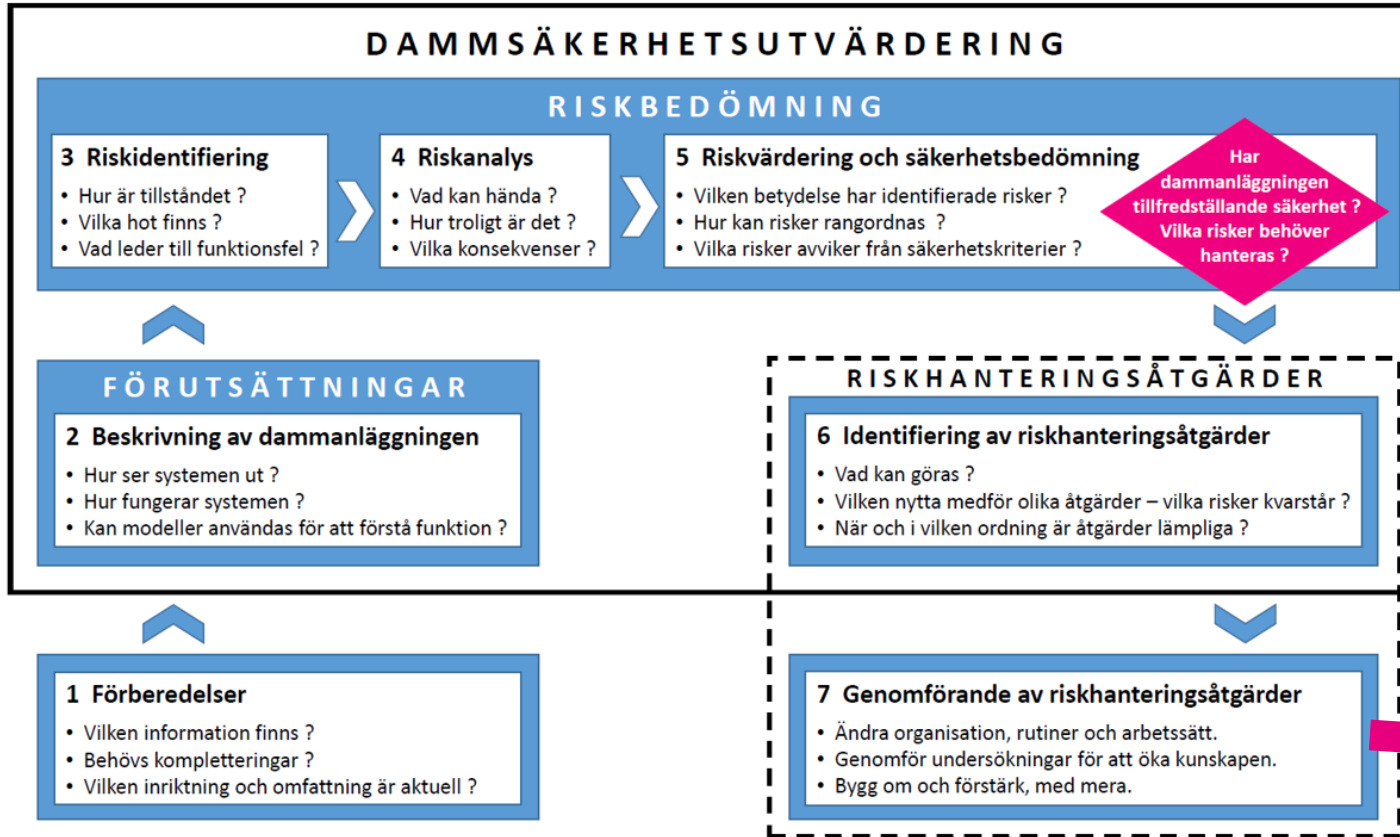 DAMMSÄKERHETSUTVÄRDERING
RISKBEDÖMNING
3 Riskidentifiering
• Hur är tillståndet ?
• Vilka hot finns ?
• Vad leder till funktionsfel ?
4 Riskanalys
• Vad kan hända ?
• Hur troligt är det ?
• Vilka konsekvenser ?
5 Riskvärdering och säkerhetsbedömning
• Vilken betydelse har identifierade risker ?
• Hur kan risker rangordnas ?
• Vilka risker avviker från säkerhetskriterier ?
Har
dammanläggningen
tillfredställande säkerhet ?
Vilka risker behöver
hanteras ?
FÖRUTSÄTTNINGAR
2 Beskrivning av dammanläggningen
• Hur ser systemen ut ?
• Hur fungerar systemen ?
• Kan modeller användas för att förstå funktion ?
RISKHANTERINGSÅTGÄRDER
6 Identifiering av riskhanteringsåtgärder
• Vad kan göras ?
• Vilken nytta medför olika åtgärder – vilka risker kvarstår ?
• När och i vilken ordning är åtgärder lämpliga ?
1 Förberedelser
• Vilken information finns ?
• Behövs kompletteringar ?
• Vilken inriktning och omfattning är aktuell ?
7 Genomförande av riskhanteringsåtgärder
• Ändra organisation, rutiner och arbetssätt.
• Genomför undersökningar för att öka kunskapen.
• Bygg om och förstärk, med mera.